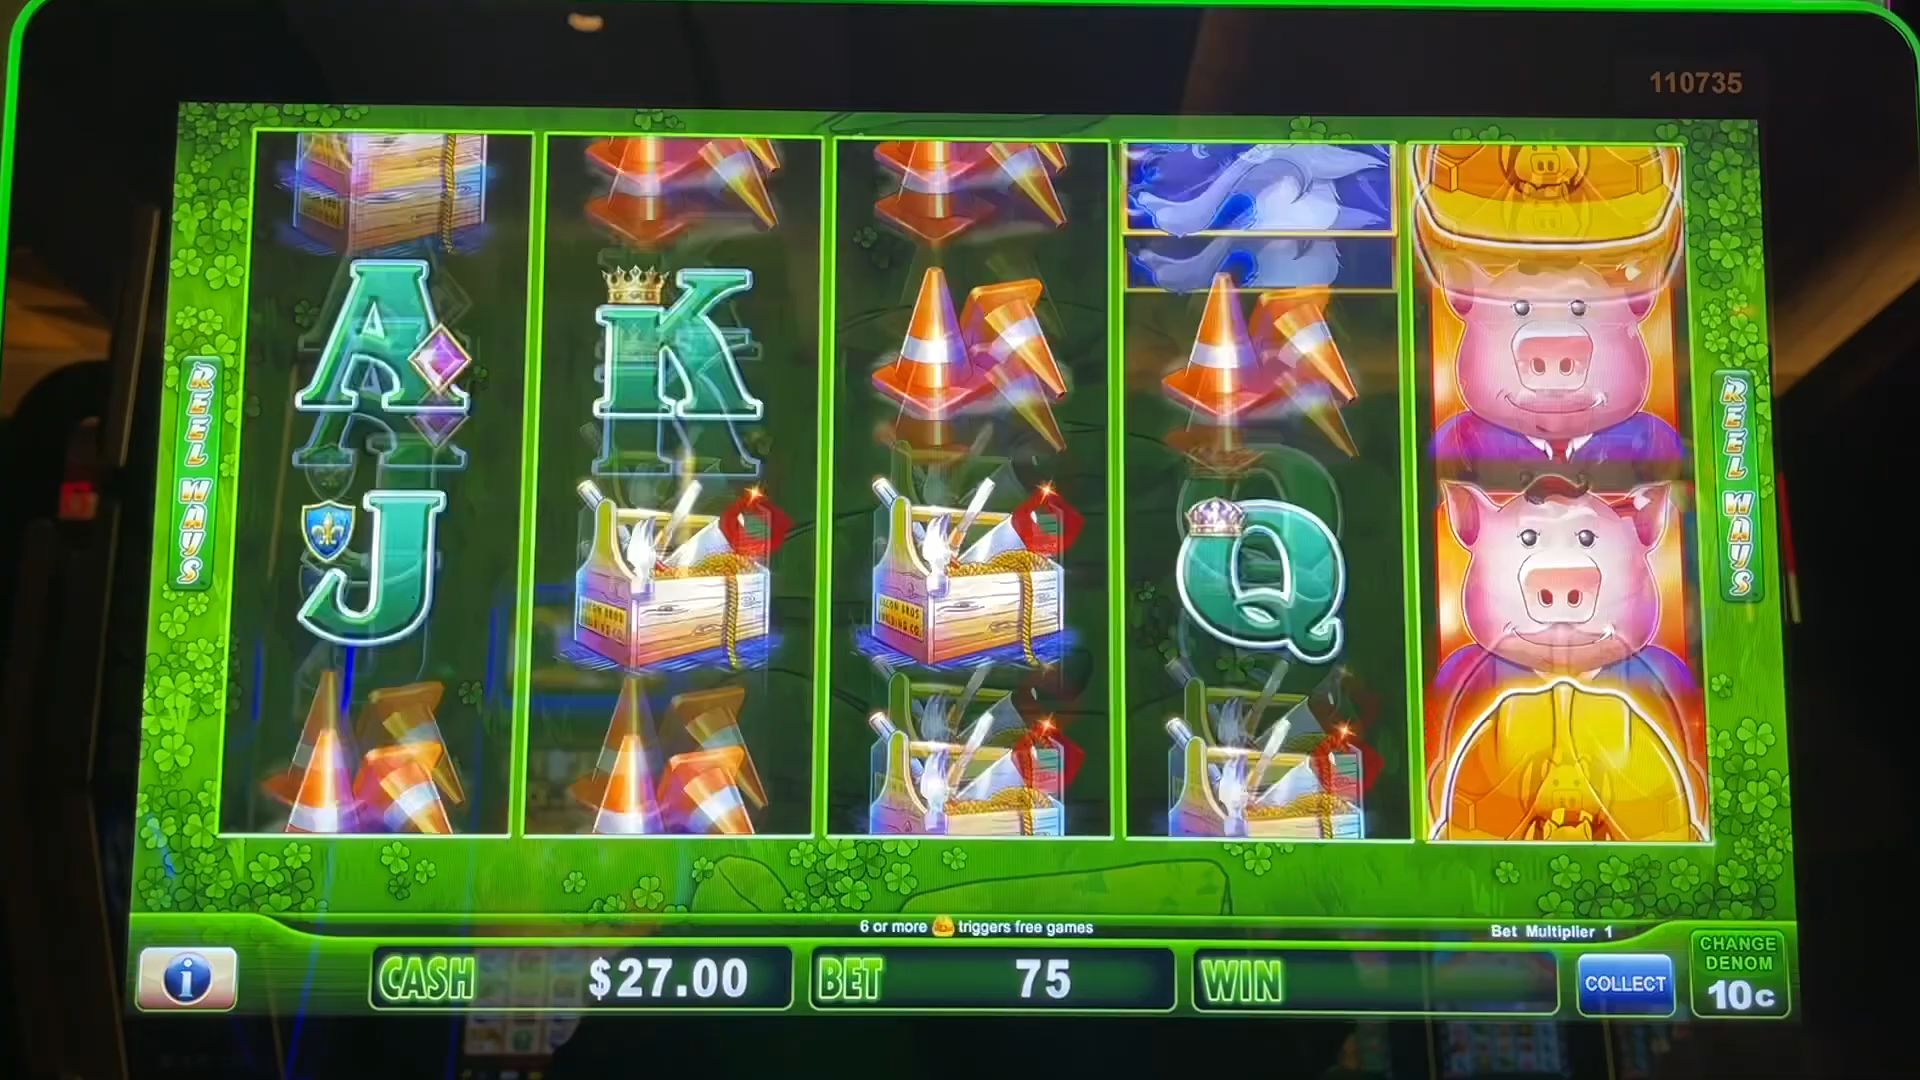 110735
A
K
J
Q
REEL WAYS
REEL WAYS
6 or more triggers free games
Bet Multiplier 1
CASH $27.00
BET 75
WIN
COLLECT
CHANGE
DENOM
10c